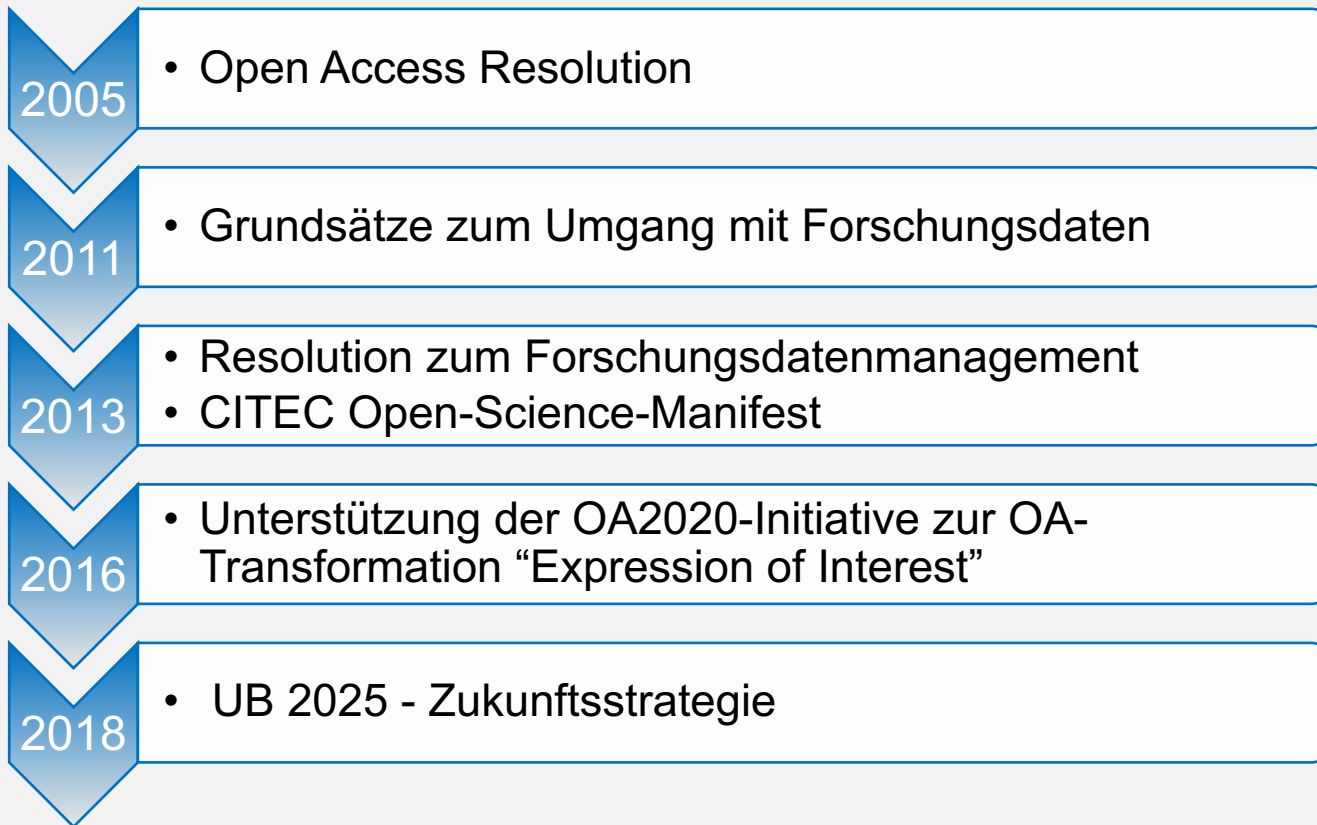 2005
• Open Access Resolution
2011
• Grundsätze zum Umgang mit Forschungsdaten
2013
• Resolution zum Forschungsdatenmanagement
• CITEC Open-Science-Manifest
2016
• Unterstützung der OA2020-Initiative zur OA-
Transformation “Expression of Interest”
2018
• UB 2025 - Zukunftsstrategie